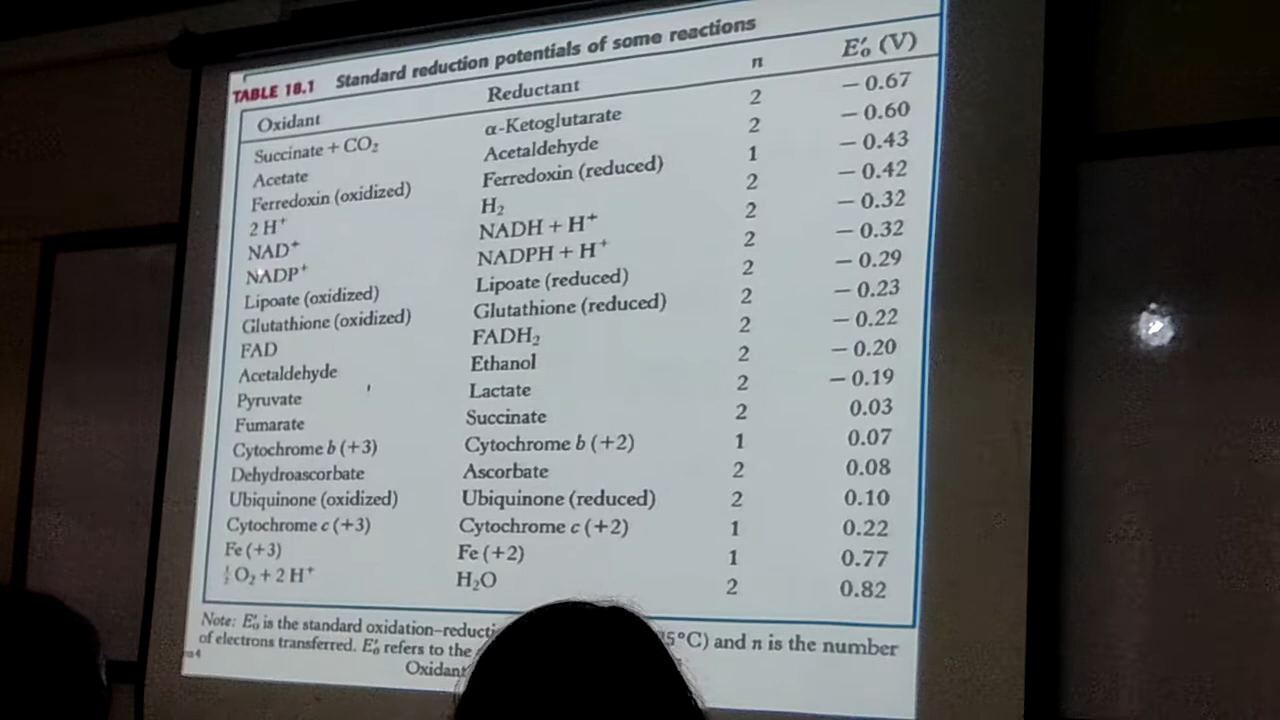 TABLE 18.1 Standard reduction potentials of some reactions
Oxidant Reductant n E′₀ (V)
Succinate + CO₂ α-Ketoglutarate 2 − 0.67
Acetate Acetaldehyde 2 − 0.60
Ferredoxin (oxidized) Ferredoxin (reduced) 1 − 0.43
2 H⁺ H₂ 2 − 0.42
NAD⁺ NADH + H⁺ 2 − 0.32
NADP⁺ NADPH + H⁺ 2 − 0.32
Lipoate (oxidized) Lipoate (reduced) 2 − 0.29
Glutathione (oxidized) Glutathione (reduced) 2 − 0.23
FAD FADH₂ 2 − 0.22
Acetaldehyde Ethanol 2 − 0.20
Pyruvate Lactate 2 − 0.19
Fumarate Succinate 2 0.03
Cytochrome b (+3) Cytochrome b (+2) 1 0.07
Dehydroascorbate Ascorbate 2 0.08
Ubiquinone (oxidized) Ubiquinone (reduced) 2 0.10
Cytochrome c (+3) Cytochrome c (+2) 1 0.22
Fe (+3) Fe (+2) 1 0.77
½ O₂ + 2 H⁺ H₂O 2 0.82
Note: E′₀ is the standard oxidation–reducti 5°C) and n is the number
of electrons transferred. E′₀ refers to the
Oxidant